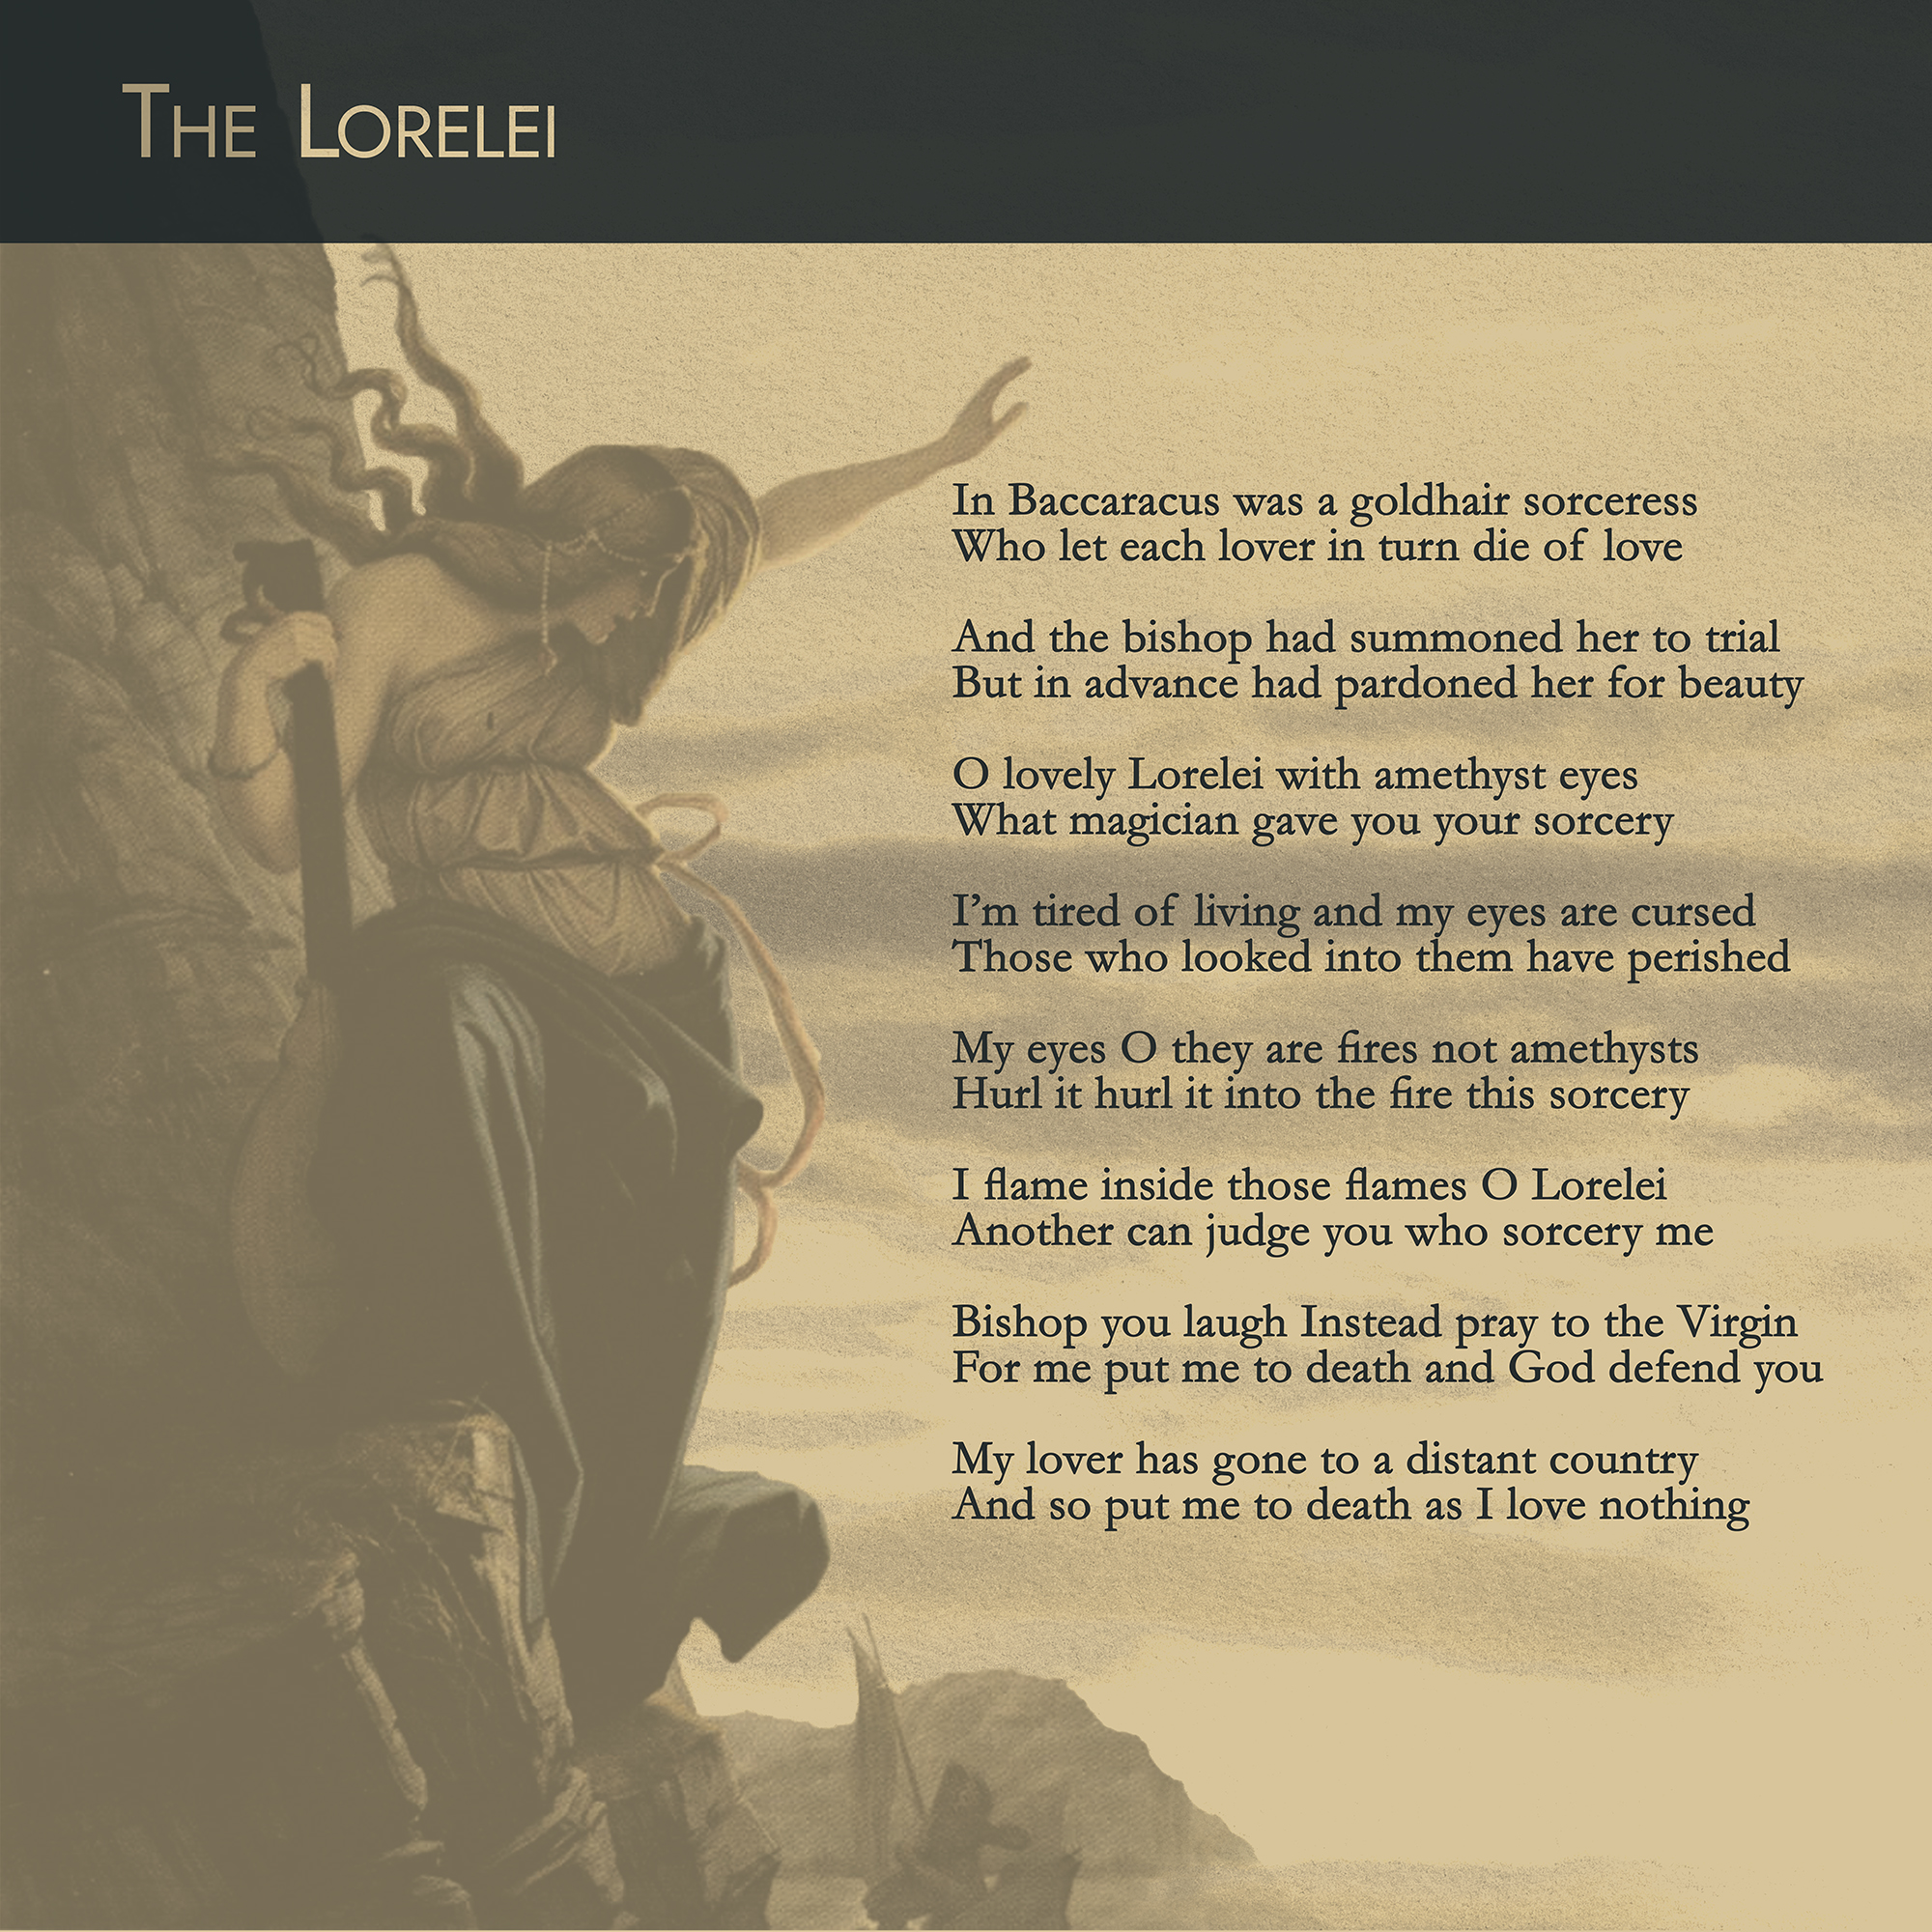 The Lorelei
In Baccaracus was a goldhair sorceress
Who let each lover in turn die of love
And the bishop had summoned her to trial
But in advance had pardoned her for beauty
O lovely Lorelei with amethyst eyes
What magician gave you your sorcery
I’m tired of living and my eyes are cursed
Those who looked into them have perished
My eyes O they are fires not amethysts
Hurl it hurl it into the fire this sorcery
I flame inside those flames O Lorelei
Another can judge you who sorcery me
Bishop you laugh Instead pray to the Virgin
For me put me to death and God defend you
My lover has gone to a distant country
And so put me to death as I love nothing